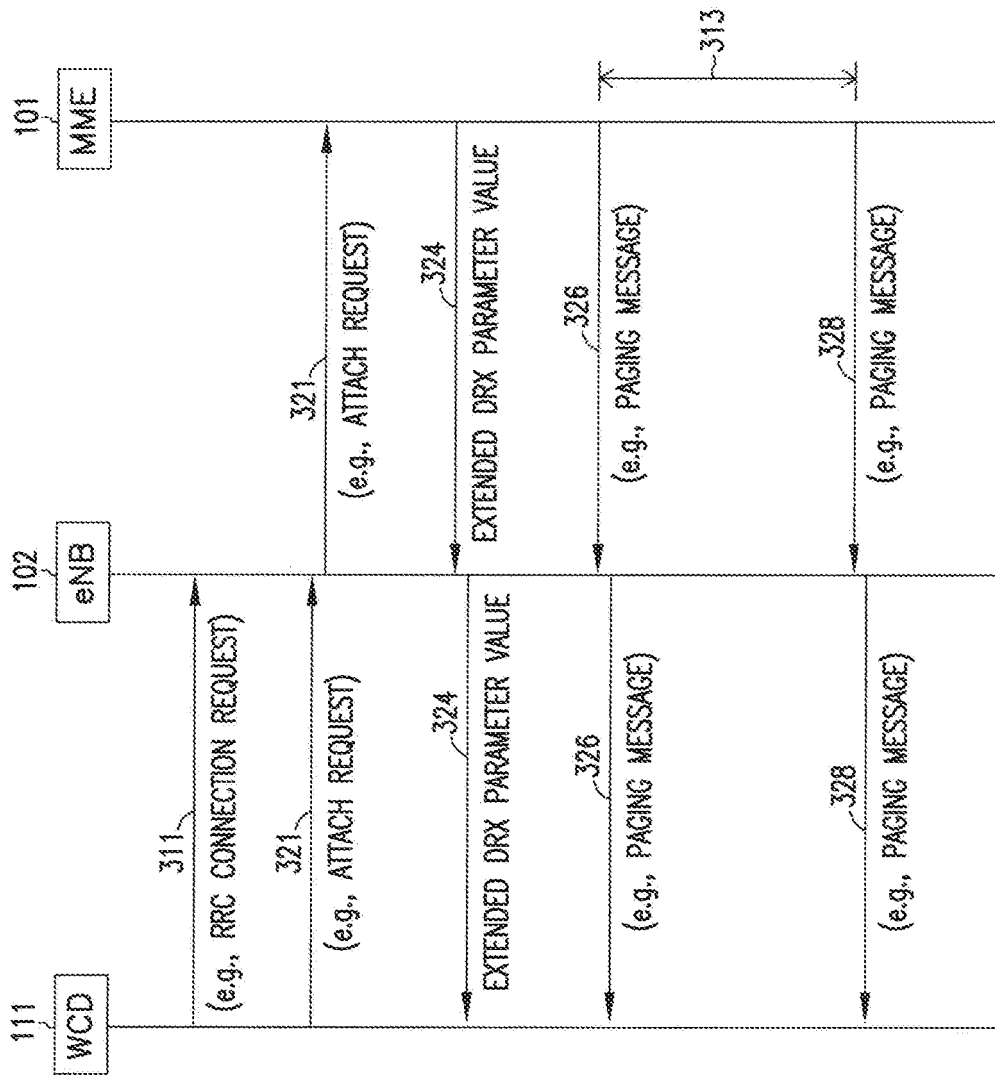 111
WCD
102
eNB
101
MME
311
(e.g., RRC CONNECTION REQUEST)
321
(e.g., ATTACH REQUEST)
321
(e.g., ATTACH REQUEST)
324
EXTENDED DRX PARAMETER VALUE
324
EXTENDED DRX PARAMETER VALUE
326
(e.g., PAGING MESSAGE)
326
(e.g., PAGING MESSAGE)
313
328
(e.g., PAGING MESSAGE)
328
(e.g., PAGING MESSAGE)